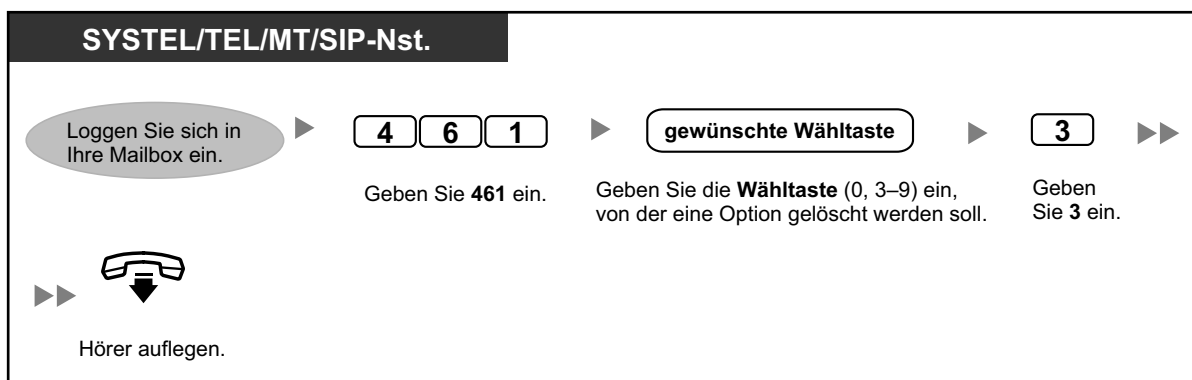 SYSTEL/TEL/MT/SIP-Nst.
Loggen Sie sich in
Ihre Mailbox ein.
4 6 1
gewünschte Wähltaste
3
Geben Sie 461 ein.
Geben Sie die Wähltaste (0, 3–9) ein,
von der eine Option gelöscht werden soll.
Geben
Sie 3 ein.
Hörer auflegen.